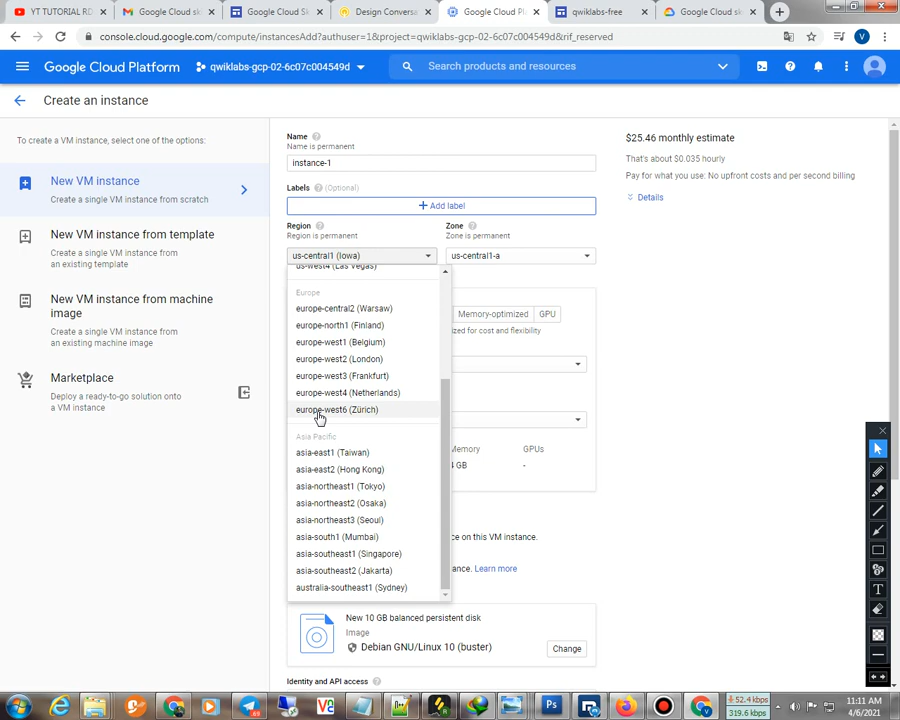 YT TUTORIAL RD
Google Cloud sk
Google Cloud Sk
Design Conversa
Google Cloud Pl
qwiklabs-free
Google Cloud sk
console.cloud.google.com/compute/instancesAdd?authuser=1&project=qwiklabs-gcp-02-6c07c004549d&rif_reserved
Google Cloud Platform
qwiklabs-gcp-02-6c07c004549d
Search products and resources
Create an instance
To create a VM instance, select one of the options:
New VM instance
Create a single VM instance from scratch
New VM instance from template
Create a single VM instance from
an existing template
New VM instance from machine
image
Create a single VM instance from
an existing machine image
Marketplace
Deploy a ready-to-go solution onto
a VM instance
Name
Name is permanent
instance-1
Labels (Optional)
+ Add label
Region
Region is permanent
us-central1 (Iowa)
Zone
Zone is permanent
us-central1-a
us-west4 (Las Vegas)
Europe
europe-central2 (Warsaw)
europe-north1 (Finland)
europe-west1 (Belgium)
europe-west2 (London)
europe-west3 (Frankfurt)
europe-west4 (Netherlands)
europe-west6 (Zürich)
Asia Pacific
asia-east1 (Taiwan)
asia-east2 (Hong Kong)
asia-northeast1 (Tokyo)
asia-northeast2 (Osaka)
asia-northeast3 (Seoul)
asia-south1 (Mumbai)
asia-southeast1 (Singapore)
asia-southeast2 (Jakarta)
australia-southeast1 (Sydney)
Memory-optimized GPU
ized for cost and flexibility
Memory GPUs
4 GB -
ce on this VM instance.
ance. Learn more
New 10 GB balanced persistent disk
Image
Debian GNU/Linux 10 (buster)
Change
Identity and API access
$25.46 monthly estimate
That's about $0.035 hourly
Pay for what you use: No upfront costs and per second billing
Details
52.4 kbps
319.6 kbps
11:11 AM
4/6/2021